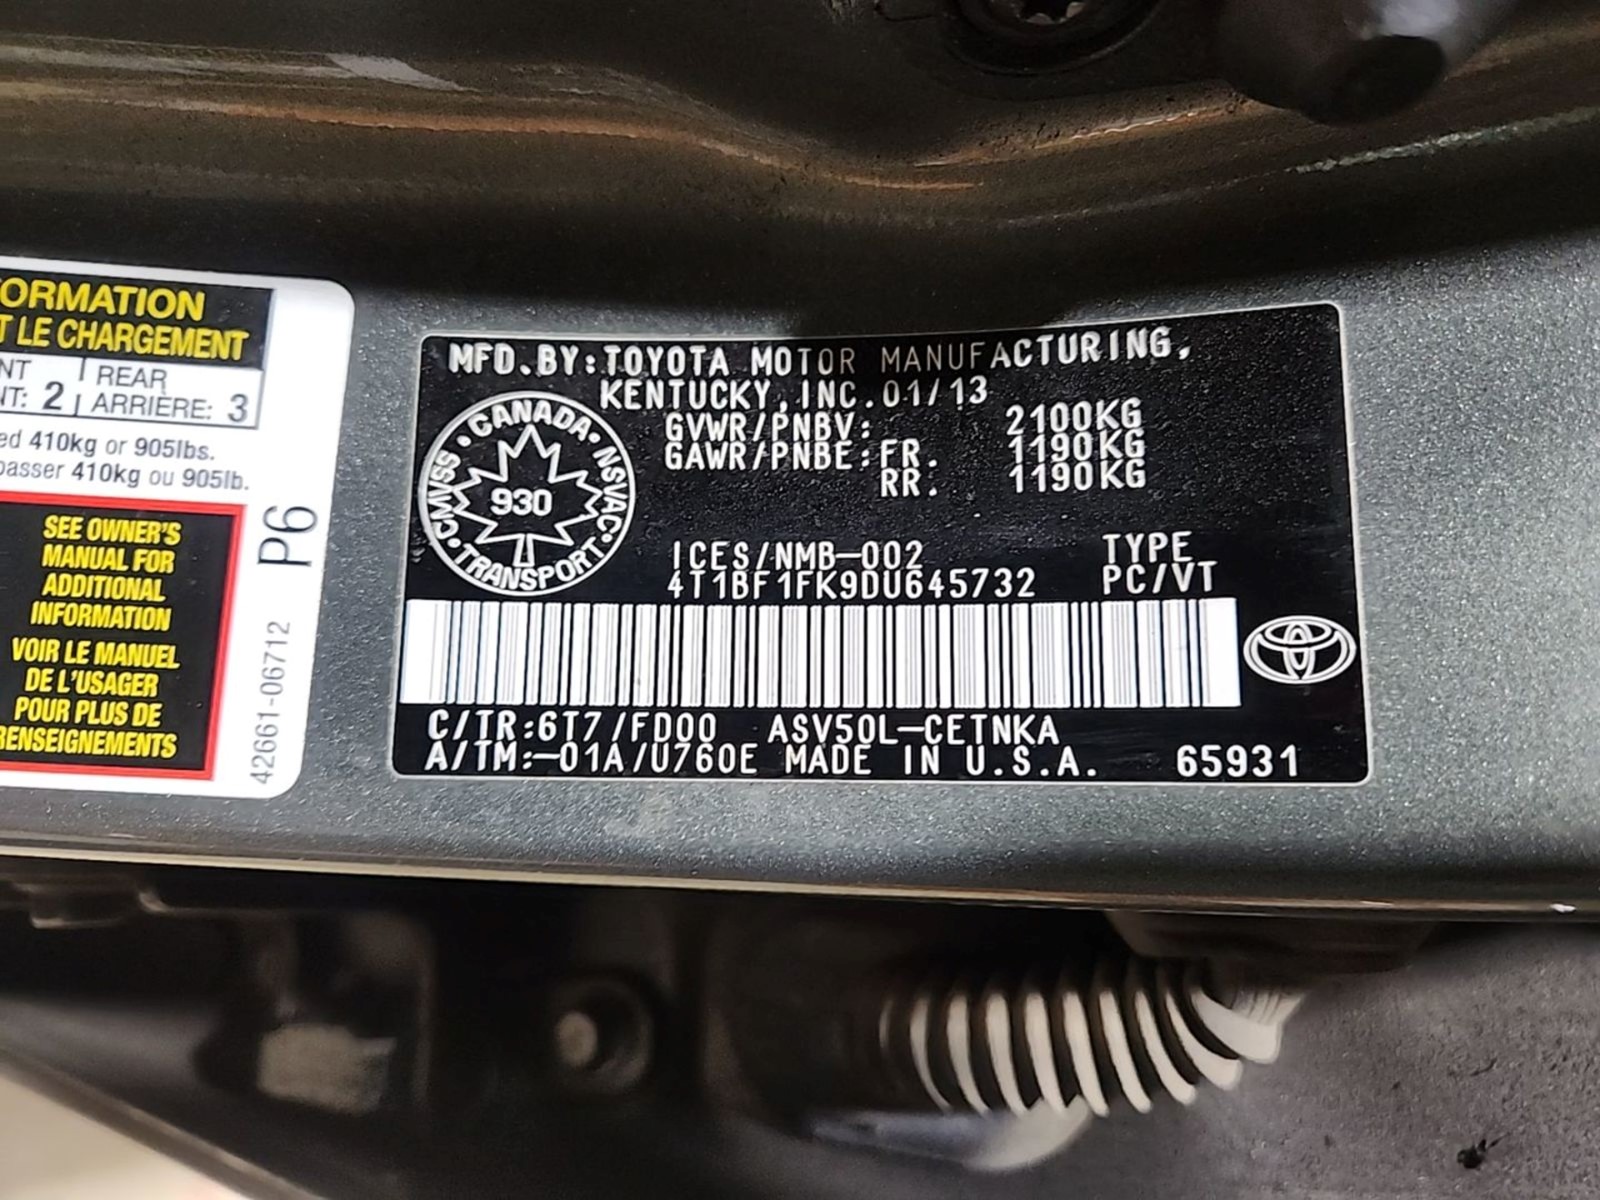 ORMATION
T LE CHARGEMENT
NT REAR
NT: 2 ARRIÈRE: 3
ed 410kg or 905lbs.
passer 410kg ou 905lb.
SEE OWNER'S
MANUAL FOR
ADDITIONAL
INFORMATION
VOIR LE MANUEL
DE L'USAGER
POUR PLUS DE
RENSEIGNEMENTS
P6
42661-06712
MFD.BY:TOYOTA MOTOR MANUFACTURING,
KENTUCKY, INC. 01/13
GVWR/PNBV: 2100KG
GAWR/PNBE:FR. 1190KG
RR. 1190KG
CANADA·NSVAC·TRANSPORT·CMVSS·
930
ICES/NMB-002 TYPE
4T1BF1FK9DU645732 PC/VT
C/TR:6T7/FD00 ASV50L-CETNKA
A/TM:-01A/U760E MADE IN U.S.A. 65931